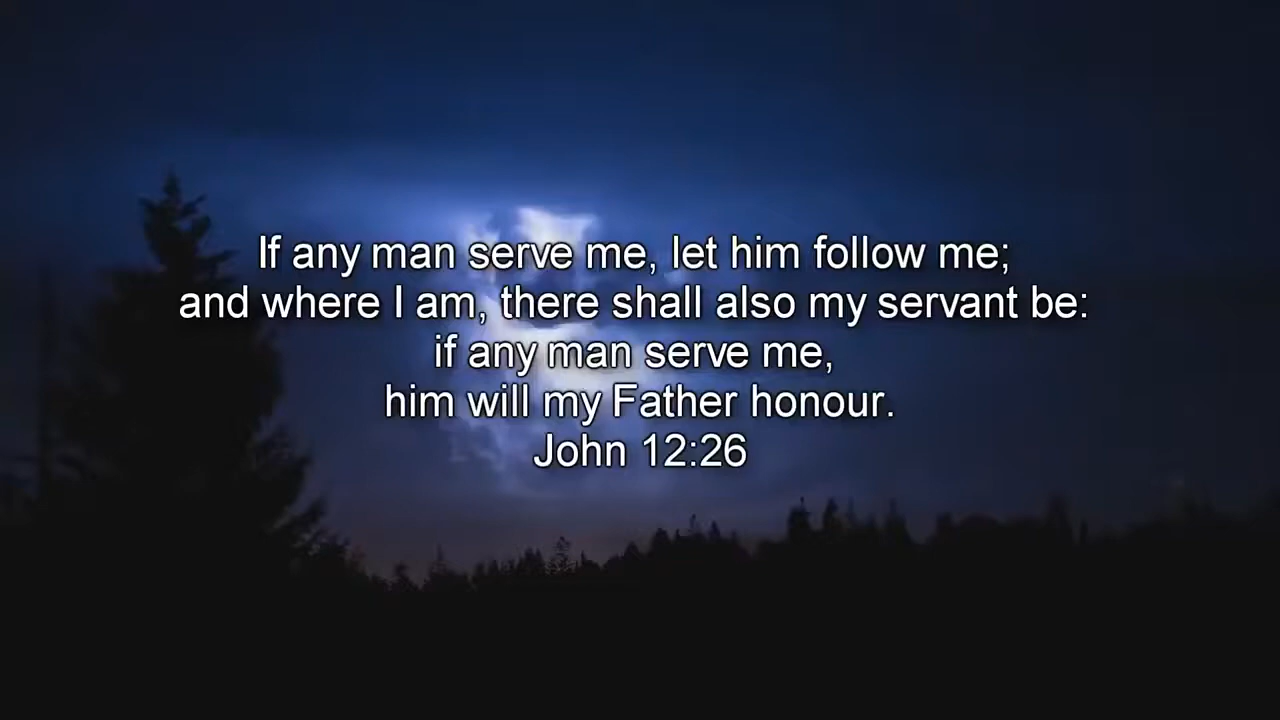 If any man serve me, let him follow me;
and where I am, there shall also my servant be:
if any man serve me,
him will my Father honour.
John 12:26